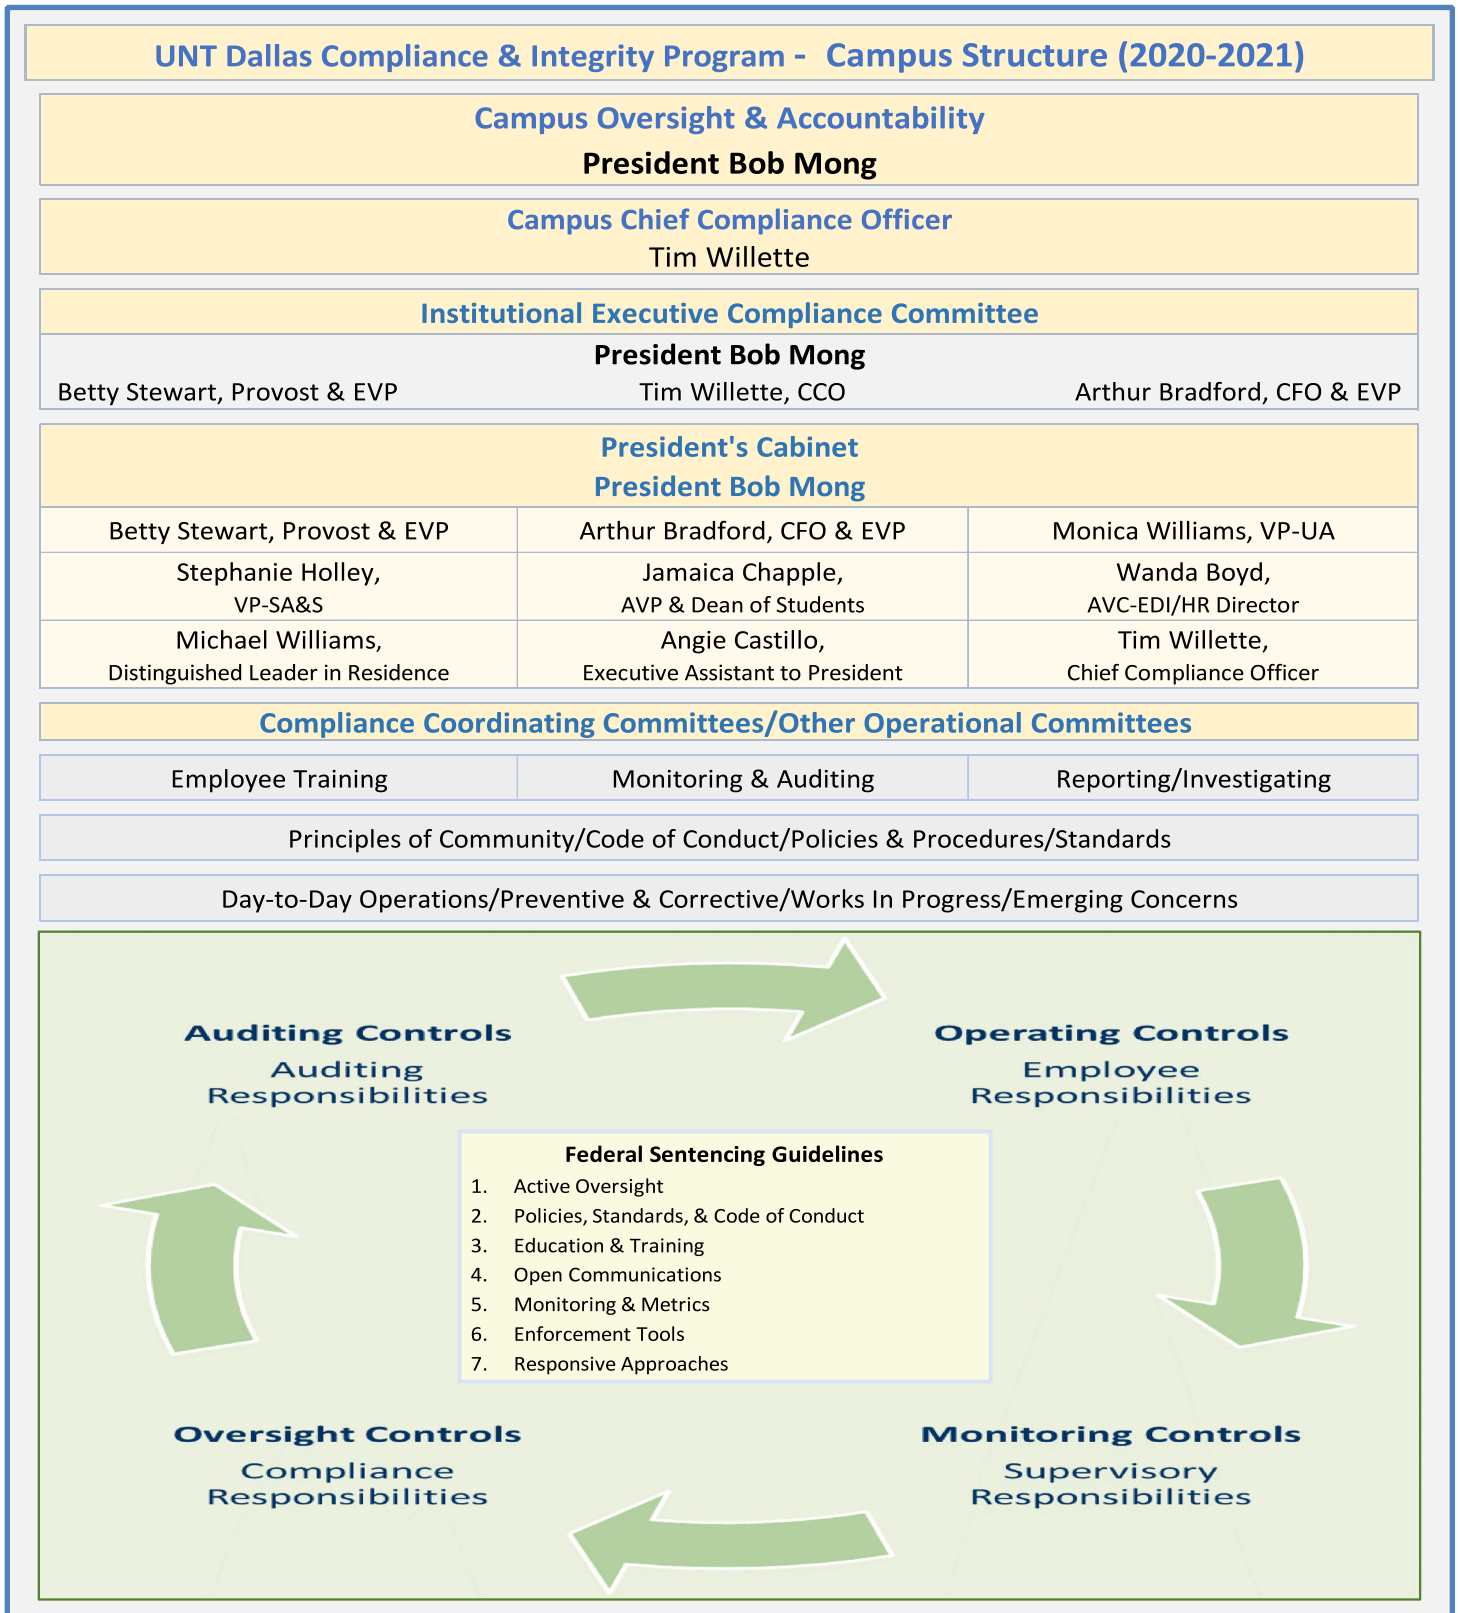 UNT Dallas Compliance & Integrity Program - Campus Structure (2020-2021)
Campus Oversight & Accountability
President Bob Mong
Campus Chief Compliance Officer
Tim Willette
Institutional Executive Compliance Committee
President Bob Mong
Betty Stewart, Provost & EVP Tim Willette, CCO Arthur Bradford, CFO & EVP
President's Cabinet
President Bob Mong
Betty Stewart, Provost & EVP Arthur Bradford, CFO & EVP Monica Williams, VP-UA
Stephanie Holley, Jamaica Chapple, Wanda Boyd,
VP-SA&S AVP & Dean of Students AVC-EDI/HR Director
Michael Williams, Angie Castillo, Tim Willette,
Distinguished Leader in Residence Executive Assistant to President Chief Compliance Officer
Compliance Coordinating Committees/Other Operational Committees
Employee Training Monitoring & Auditing Reporting/Investigating
Principles of Community/Code of Conduct/Policies & Procedures/Standards
Day-to-Day Operations/Preventive & Corrective/Works In Progress/Emerging Concerns
Auditing Controls Operating Controls
Auditing Employee
Responsibilities Responsibilities
Federal Sentencing Guidelines
1. Active Oversight
2. Policies, Standards, & Code of Conduct
3. Education & Training
4. Open Communications
5. Monitoring & Metrics
6. Enforcement Tools
7. Responsive Approaches
Oversight Controls Monitoring Controls
Compliance Supervisory
Responsibilities Responsibilities